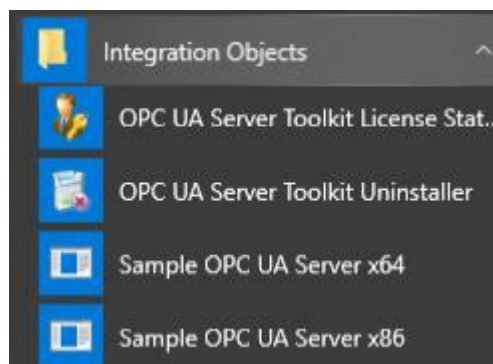 Integration Objects
OPC UA Server Toolkit License Stat...
OPC UA Server Toolkit Uninstaller
Sample OPC UA Server x64
Sample OPC UA Server x86